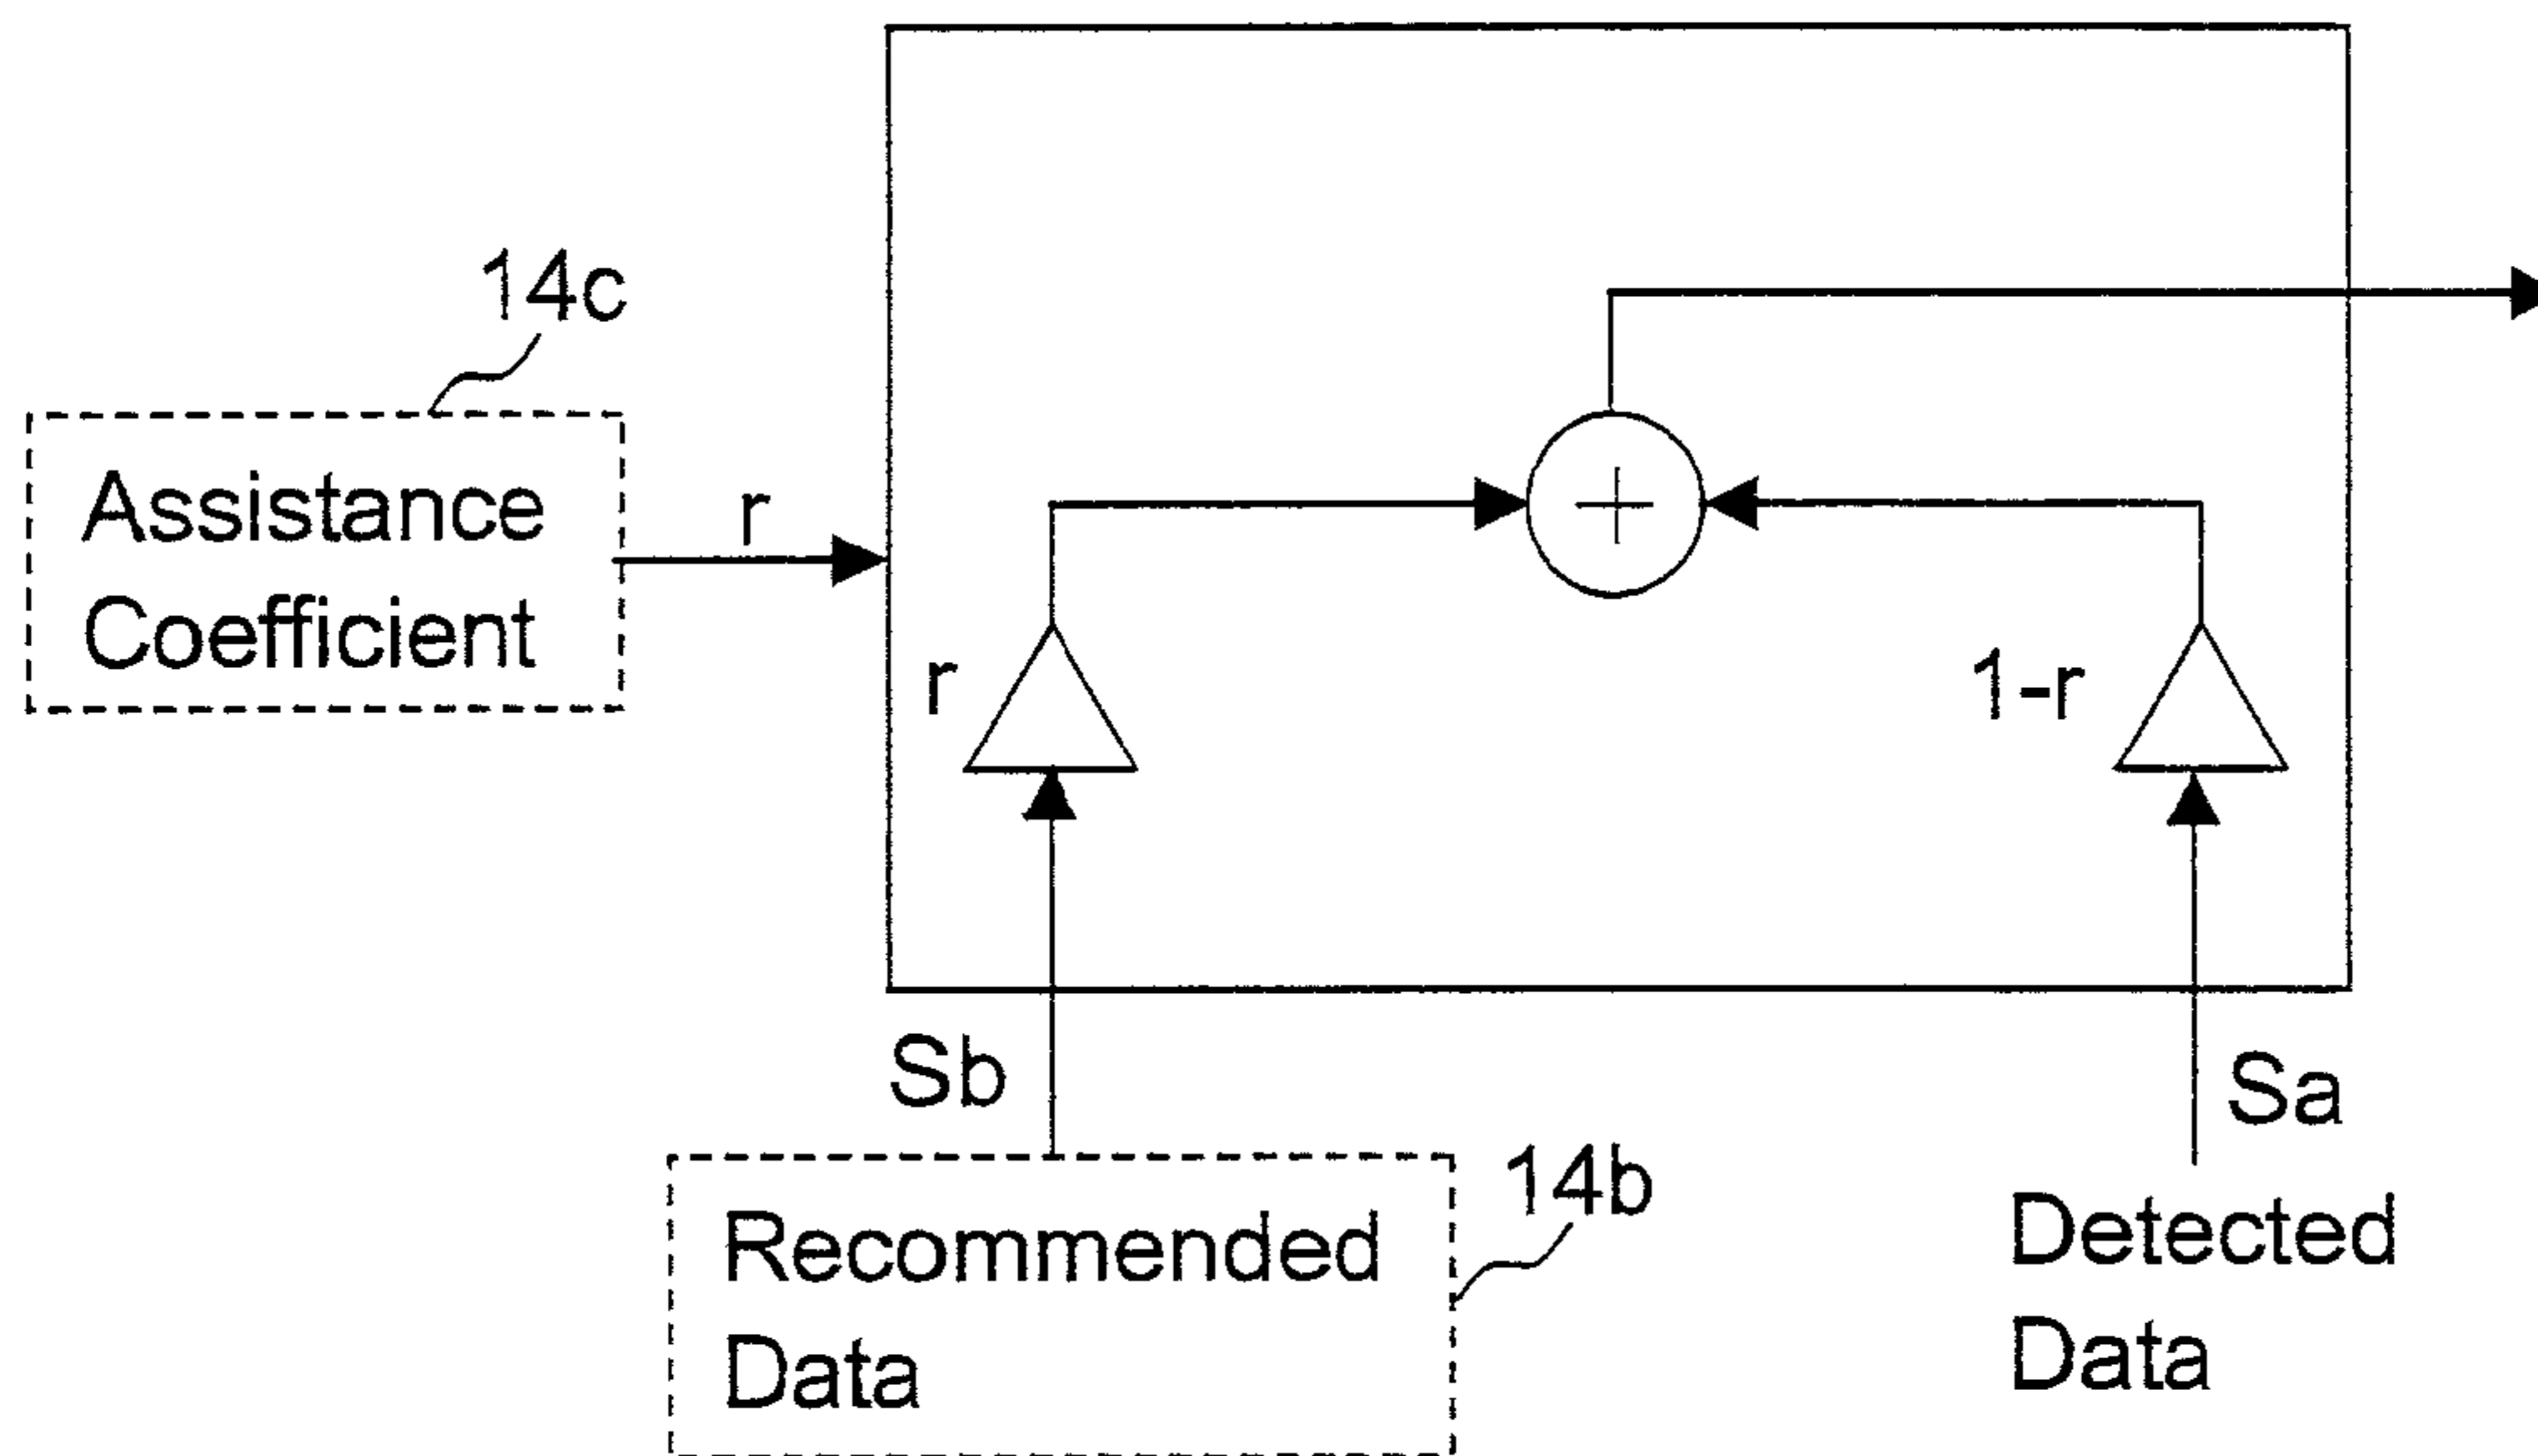 14c
Assistance
Coefficient
r
+
r
1-r
Sb
Sa
14b
Recommended
Data
Detected
Data